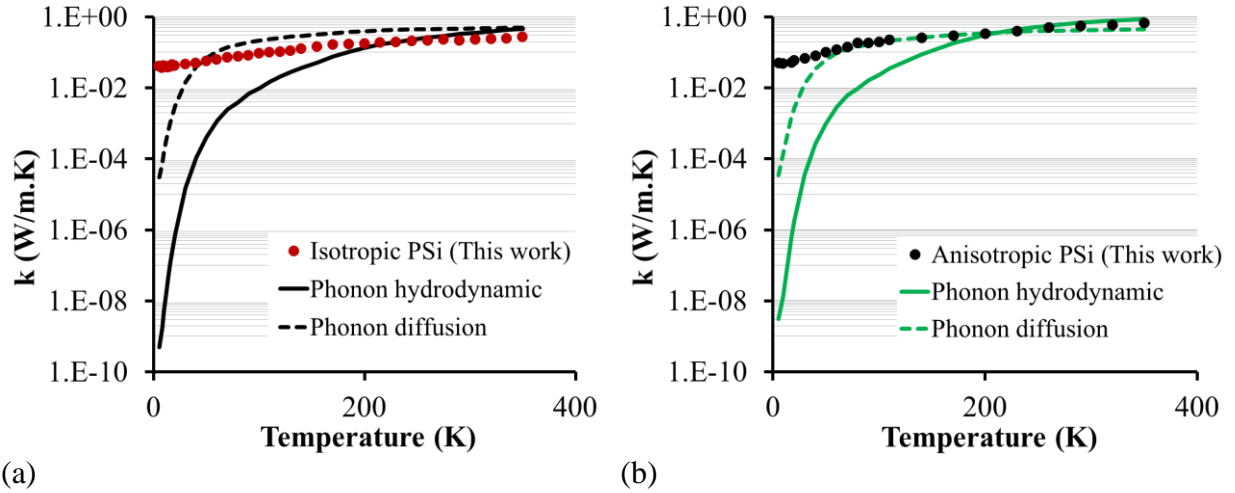 1.E+00
1.E-02
1.E-04
1.E-06
1.E-08
1.E-10
k (W/m.K)
Isotropic PSi (This work)
Phonon hydrodynamic
Phonon diffusion
0 200 400
Temperature (K)
(a)
1.E+00
1.E-02
1.E-04
1.E-06
1.E-08
1.E-10
k (W/m.K)
Anisotropic PSi (This work)
Phonon hydrodynamic
Phonon diffusion
0 200 400
Temperature (K)
(b)